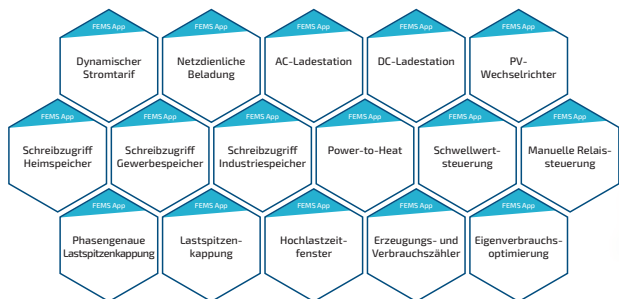 FEMS App
Dynamischer
Stromtarif
FEMS App
Netzdienliche
Beladung
FEMS App
AC-Ladestation
FEMS App
DC-Ladestation
FEMS App
PV-
Wechselrichter
FEMS App
Schreibzugriff
Heimspeicher
FEMS App
Schreibzugriff
Gewerbespeicher
FEMS App
Schreibzugriff
Industriespeicher
FEMS App
Power-to-Heat
FEMS App
Schwellwert-
steuerung
FEMS App
Manuelle Relais-
steuerung
FEMS App
Phasengenaue
Lastspitzenkappung
FEMS App
Lastspitzen-
kappung
FEMS App
Hochlastzeit-
fenster
FEMS App
Erzeugungs- und
Verbrauchszähler
FEMS App
Eigenverbrauchs-
optimierung